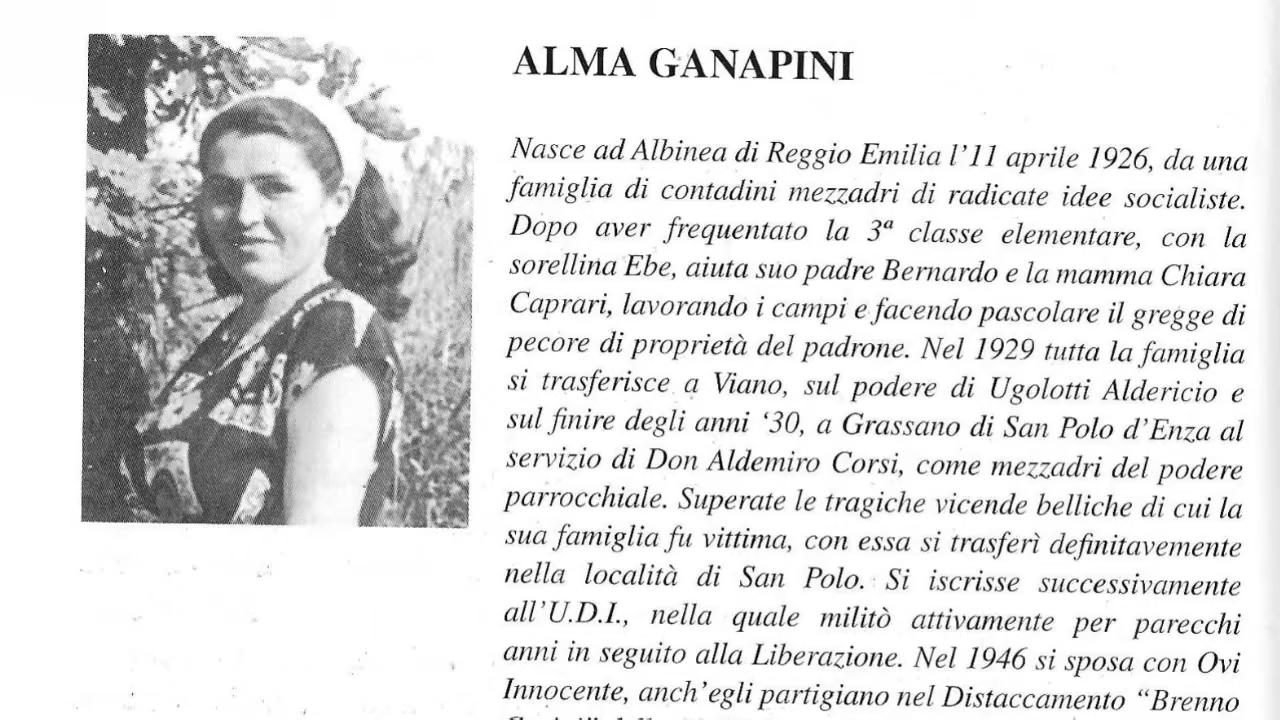 ALMA GANAPINI
Nasce ad Albinea di Reggio Emilia l'11 aprile 1926, da una
famiglia di contadini mezzadri di radicate idee socialiste.
Dopo aver frequentato la 3ª classe elementare, con la
sorellina Ebe, aiuta suo padre Bernardo e la mamma Chiara
Caprari, lavorando i campi e facendo pascolare il gregge di
pecore di proprietà del padrone. Nel 1929 tutta la famiglia
si trasferisce a Viano, sul podere di Ugolotti Aldericio e
sul finire degli anni ‘30, a Grassano di San Polo d'Enza al
servizio di Don Aldemiro Corsi, come mezzadri del podere
parrocchiale. Superate le tragiche vicende belliche di cui la
sua famiglia fu vittima, con essa si trasferì definitavemente
nella località di San Polo. Si iscrisse successivamente
all'U.D.I., nella quale militò attivamente per parecchi
anni in seguito alla Liberazione. Nel 1946 si sposa con Ovi
Innocente, anch'egli partigiano nel Distaccamento “Brenno